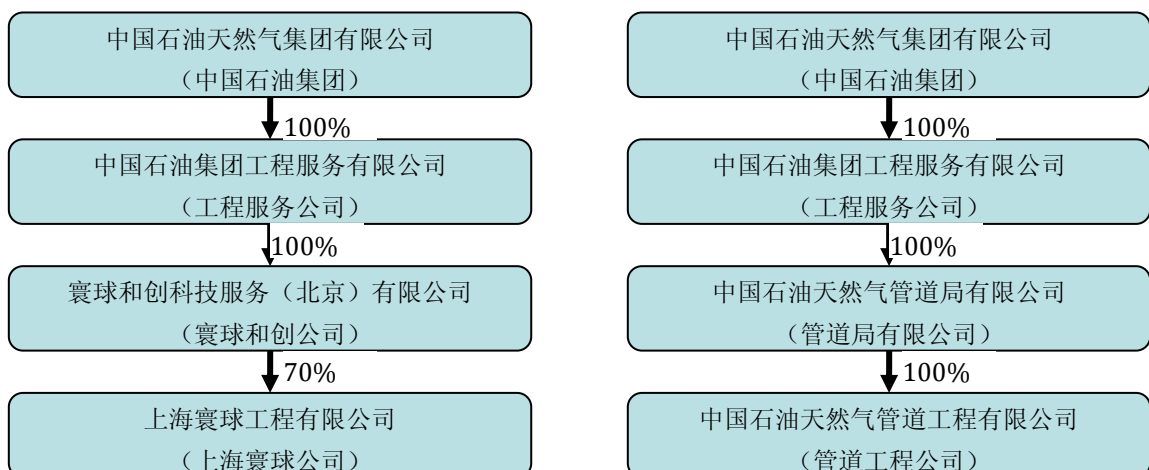 中国石油天然气集团有限公司
（中国石油集团）
100%
中国石油集团工程服务有限公司
（工程服务公司）
100%
寰球和创科技服务（北京）有限公司
（寰球和创公司）
70%
上海寰球工程有限公司
（上海寰球公司）
中国石油天然气集团有限公司
（中国石油集团）
100%
中国石油集团工程服务有限公司
（工程服务公司）
100%
中国石油天然气管道局有限公司
（管道局有限公司）
100%
中国石油天然气管道工程有限公司
（管道工程公司）